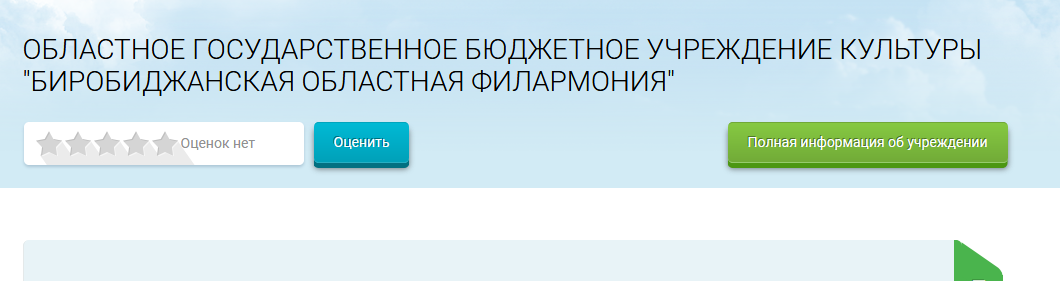 ОБЛАСТНОЕ ГОСУДАРСТВЕННОЕ БЮДЖЕТНОЕ УЧРЕЖДЕНИЕ КУЛЬТУРЫ
"БИРОБИДЖАНСКАЯ ОБЛАСТНАЯ ФИЛАРМОНИЯ"
Оценок нет
Оценить
Полная информация об учреждении